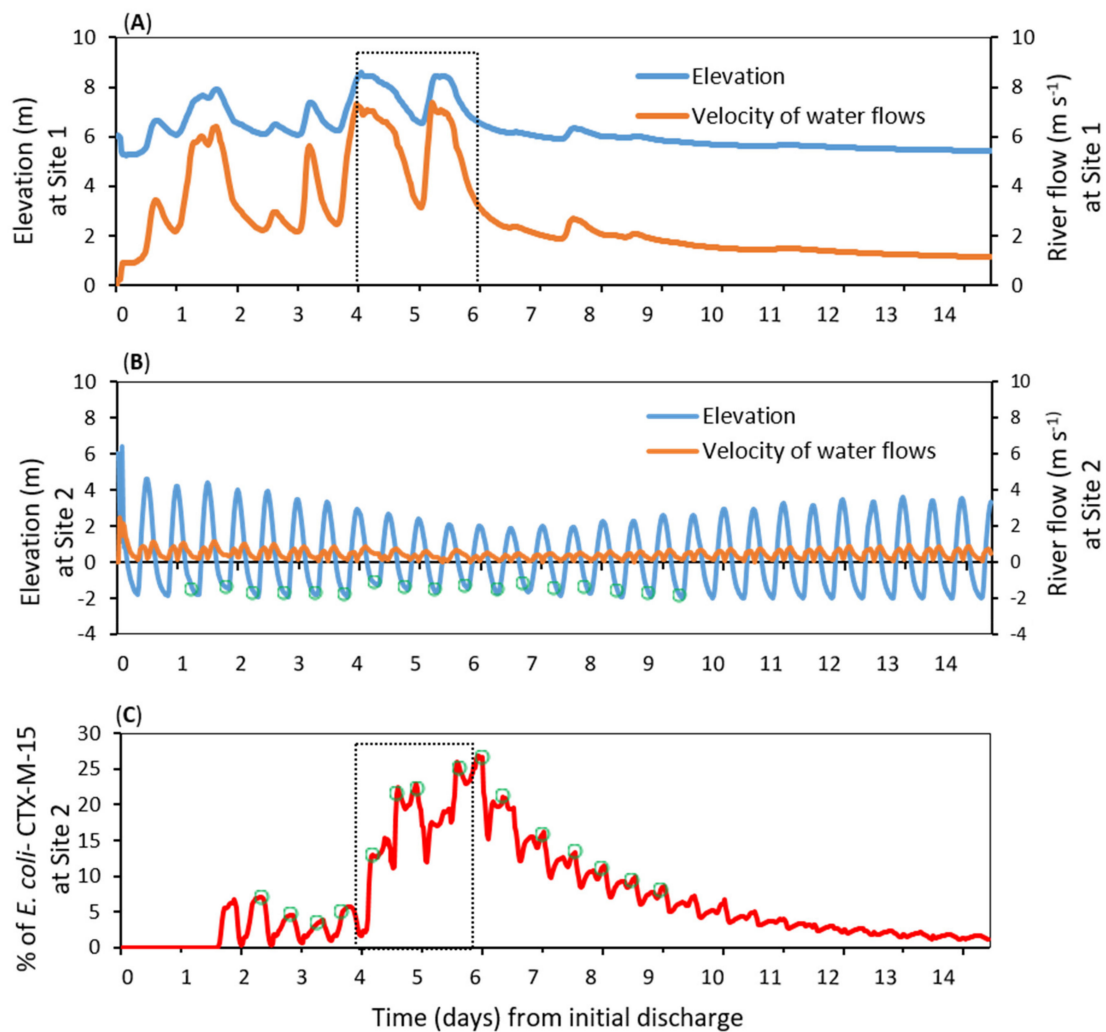 (A)
10
8
6
4
2
0
Elevation (m)
at Site 1
Elevation
Velocity of water flows
10
8
6
4
2
0
River flow (m s-1)
at Site 1
0 1 2 3 4 5 6 7 8 9 10 11 12 13 14
(B)
10
8
6
4
2
0
-2
-4
Elevation (m)
at Site 2
Elevation
Velocity of water flows
10
8
6
4
2
0
-2
-4
River flow (m s-1)
at Site 2
0 1 2 3 4 5 6 7 8 9 10 11 12 13 14
(C)
30
25
20
15
10
5
0
% of E. coli- CTX-M-15
at Site 2
0 1 2 3 4 5 6 7 8 9 10 11 12 13 14
Time (days) from initial discharge